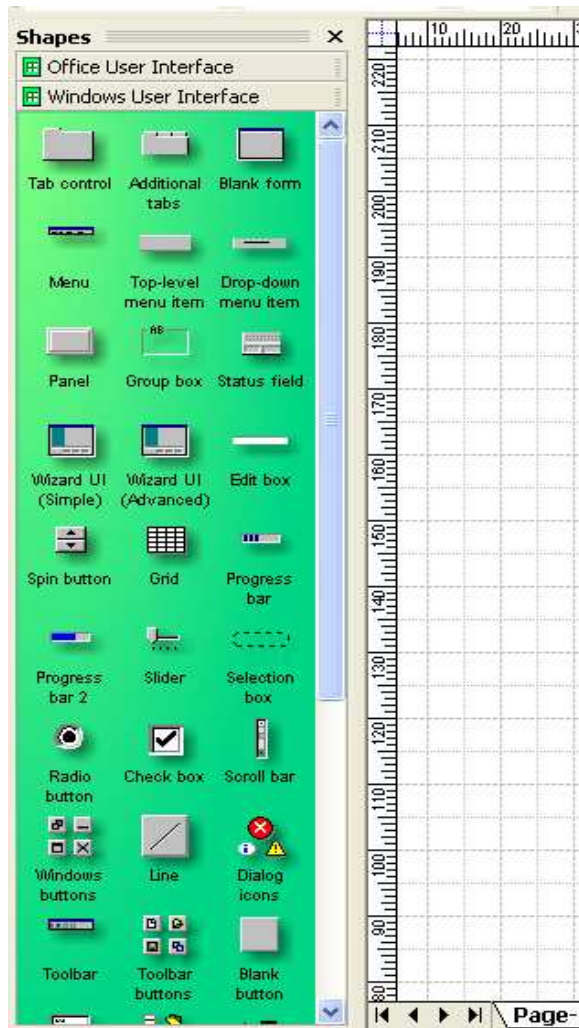 Shapes
10 20
Office User Interface
Windows User Interface
Tab control Additional tabs Blank form
Menu Top-level menu item Drop-down menu item
AB
Panel Group box Status field
Wizard UI (Simple) Wizard UI (Advanced) Edit box
Spin button Grid Progress bar
Progress bar 2 Slider Selection box
Radio button Check box Scroll bar
Windows buttons Line Dialog icons
Toolbar Toolbar buttons Blank button
220
210
200
190
180
170
160
150
140
130
120
110
100
90
80
Page-